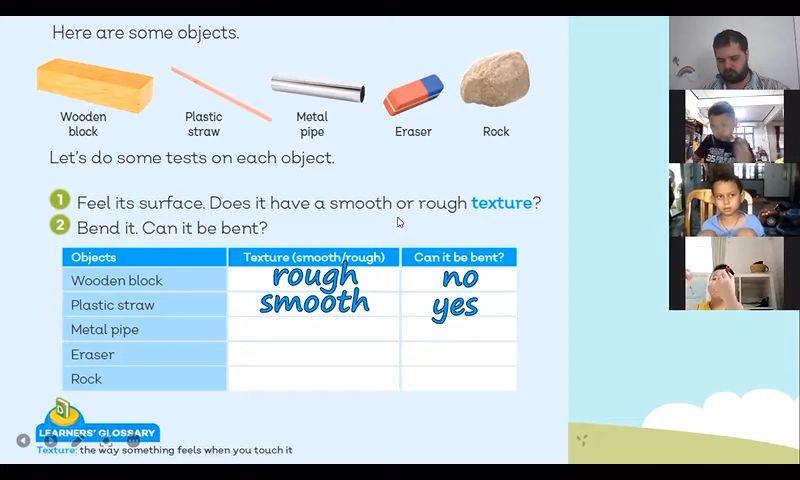 Here are some objects.
Wooden block
Plastic straw
Metal pipe
Eraser
Rock
Let's do some tests on each object.
1 Feel its surface. Does it have a smooth or rough texture?
2 Bend it. Can it be bent?
Objects Texture (smooth/rough) Can it be bent?
Wooden block rough no
Plastic straw smooth yes
Metal pipe
Eraser
Rock
LEARNERS' GLOSSARY
Texture: the way something feels when you touch it